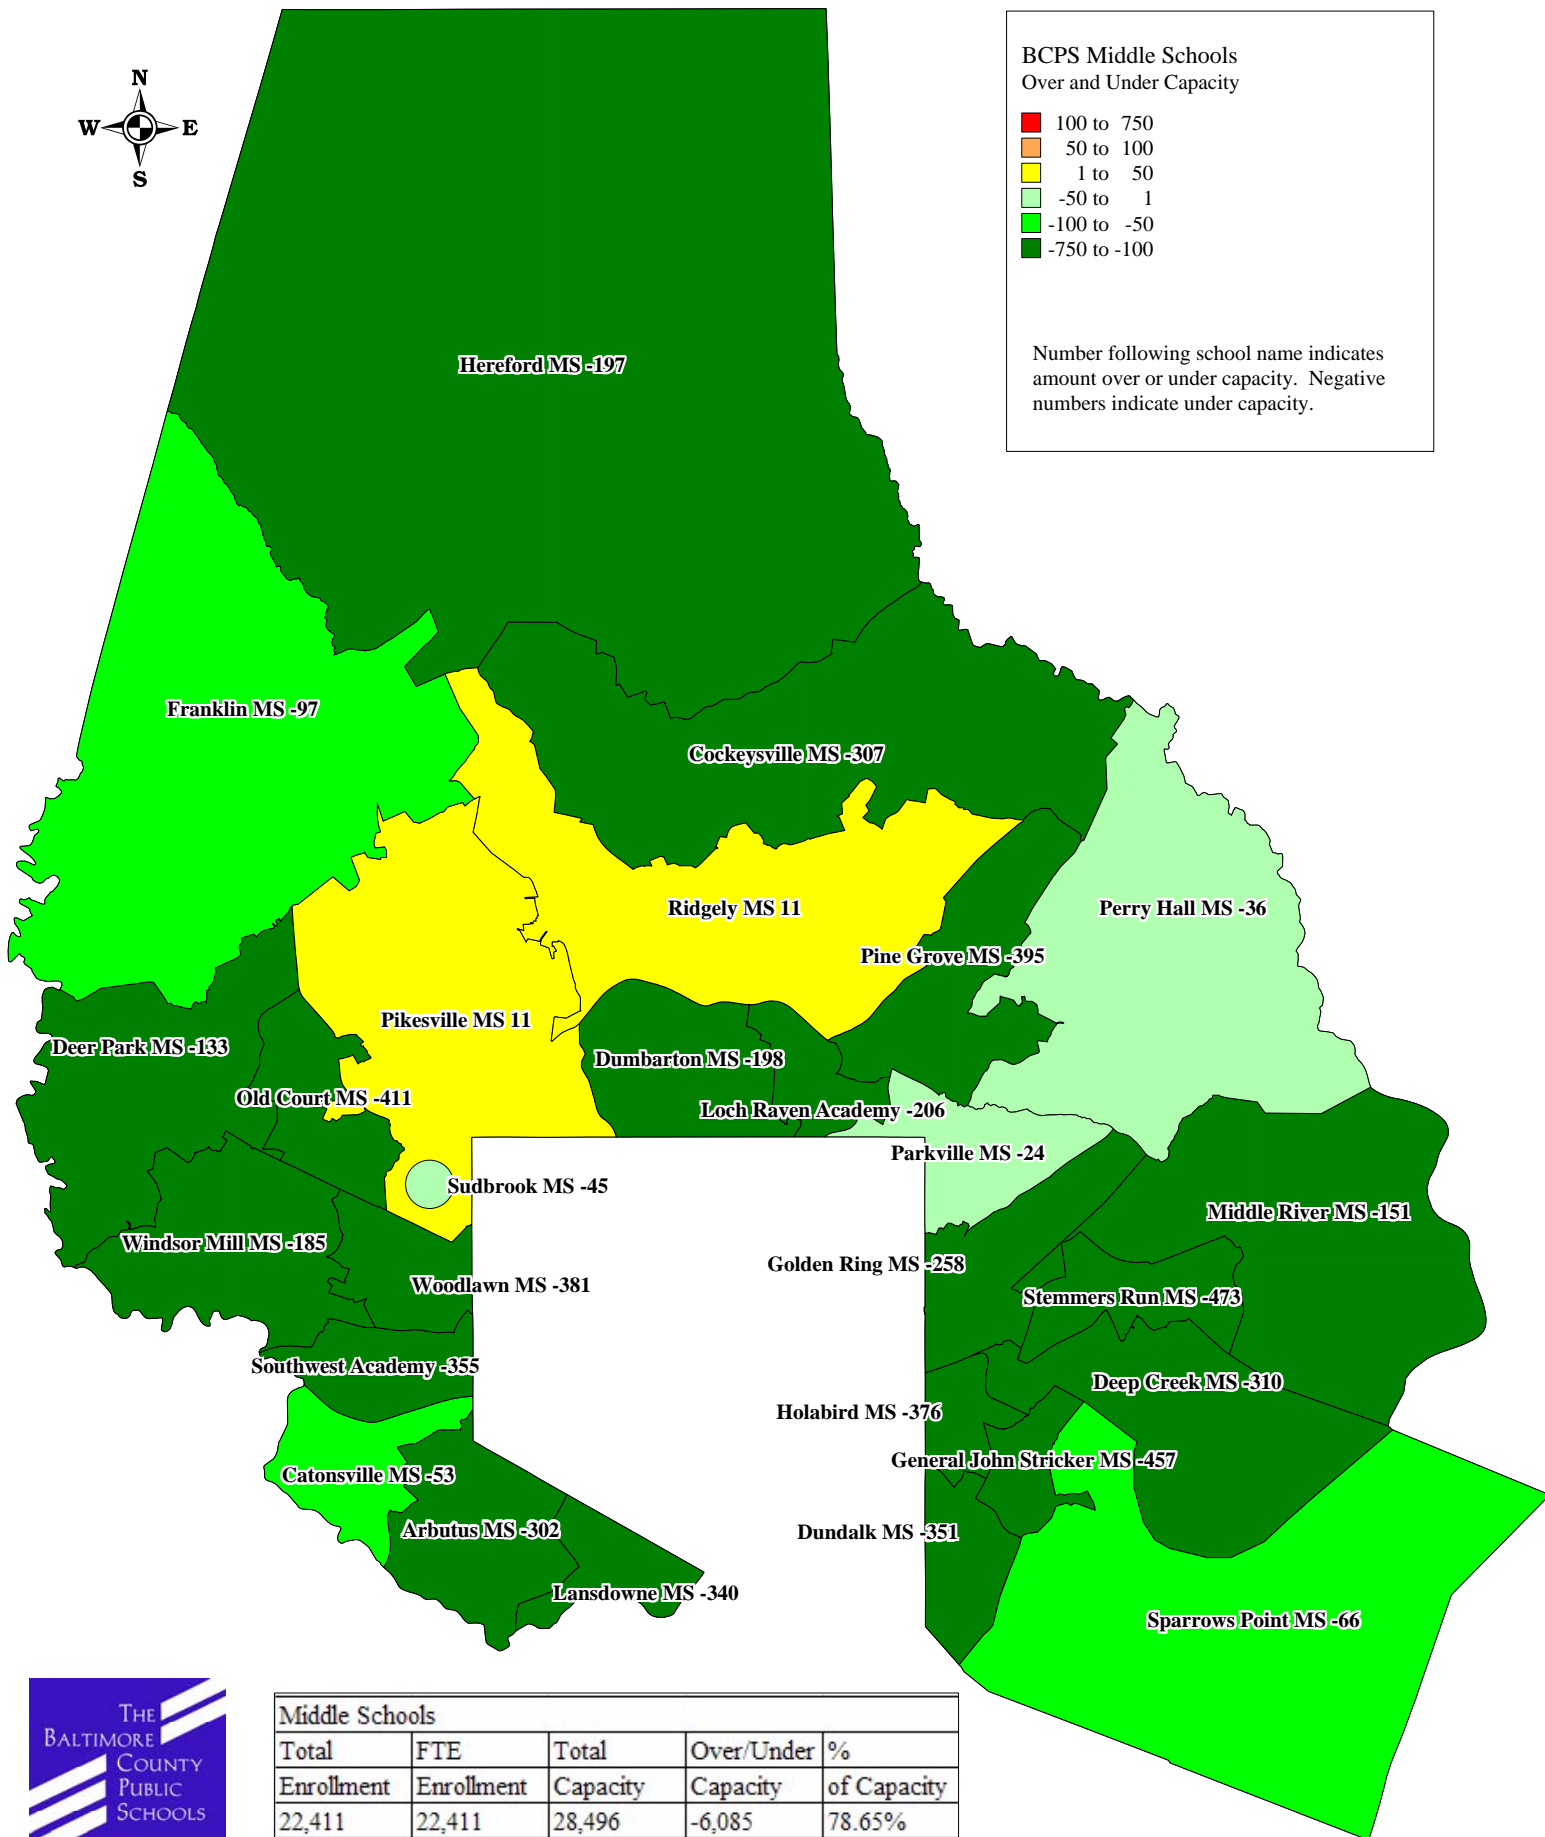 BCPS Middle Schools
Over and Under Capacity
100 to 750
50 to 100
1 to 50
-50 to 1
-100 to -50
-750 to -100
Number following school name indicates
amount over or under capacity. Negative
numbers indicate under capacity.
N
W E
S
Hereford MS -197
Franklin MS -97
Cockeysville MS -307
Ridgely MS 11
Perry Hall MS -36
Pine Grove MS -395
Pikesville MS 11
Deer Park MS -133
Dumbarton MS -198
Old Court MS -411
Loch Raven Academy -206
Parkville MS -24
Sudbrook MS -45
Middle River MS -151
Windsor Mill MS -185
Golden Ring MS -258
Woodlawn MS -381
Stemmers Run MS -473
Southwest Academy -355
Deep Creek MS -310
Holabird MS -376
General John Stricker MS -457
Catonsville MS -53
Arbutus MS -302
Dundalk MS -351
Lansdowne MS -340
Sparrows Point MS -66
THE
BALTIMORE
COUNTY
PUBLIC
SCHOOLS
Middle Schools
Total FTE Total Over/Under %
Enrollment Enrollment Capacity Capacity of Capacity
22,411 22,411 28,496 -6,085 78.65%